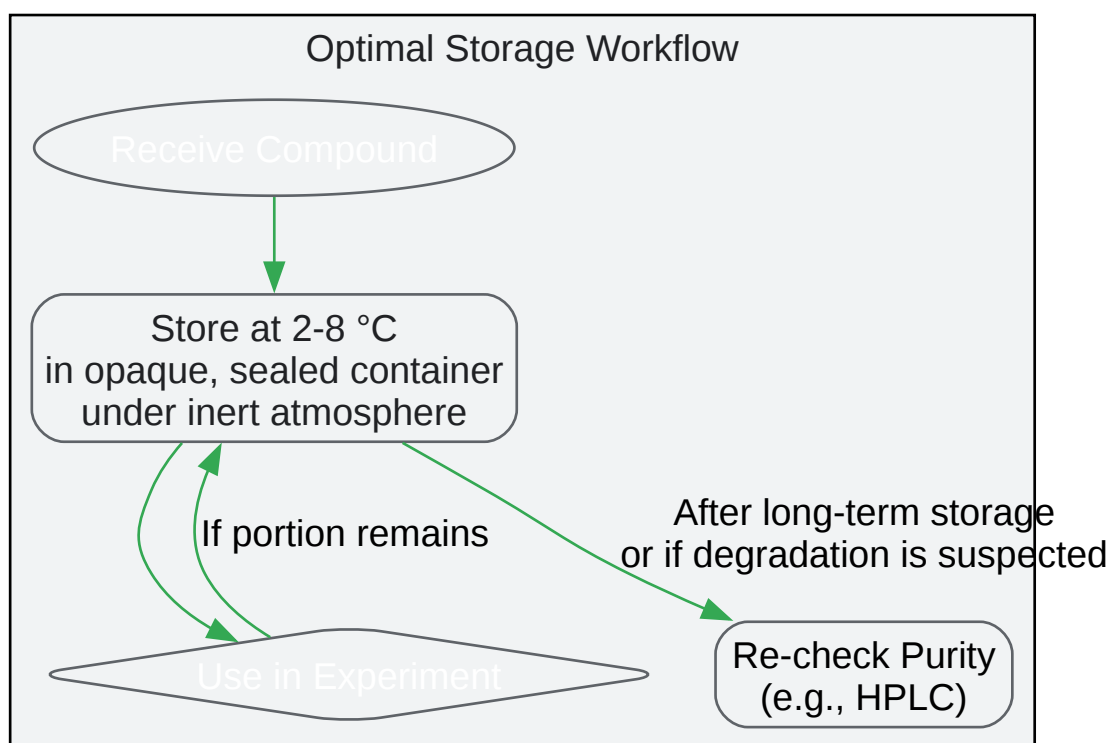 Optimal Storage Workflow
Receive Compound
Store at 2-8 °C
in opaque, sealed container
under inert atmosphere
If portion remains
After long-term storage
or if degradation is suspected
Use in Experiment
Re-check Purity
(e.g., HPLC)